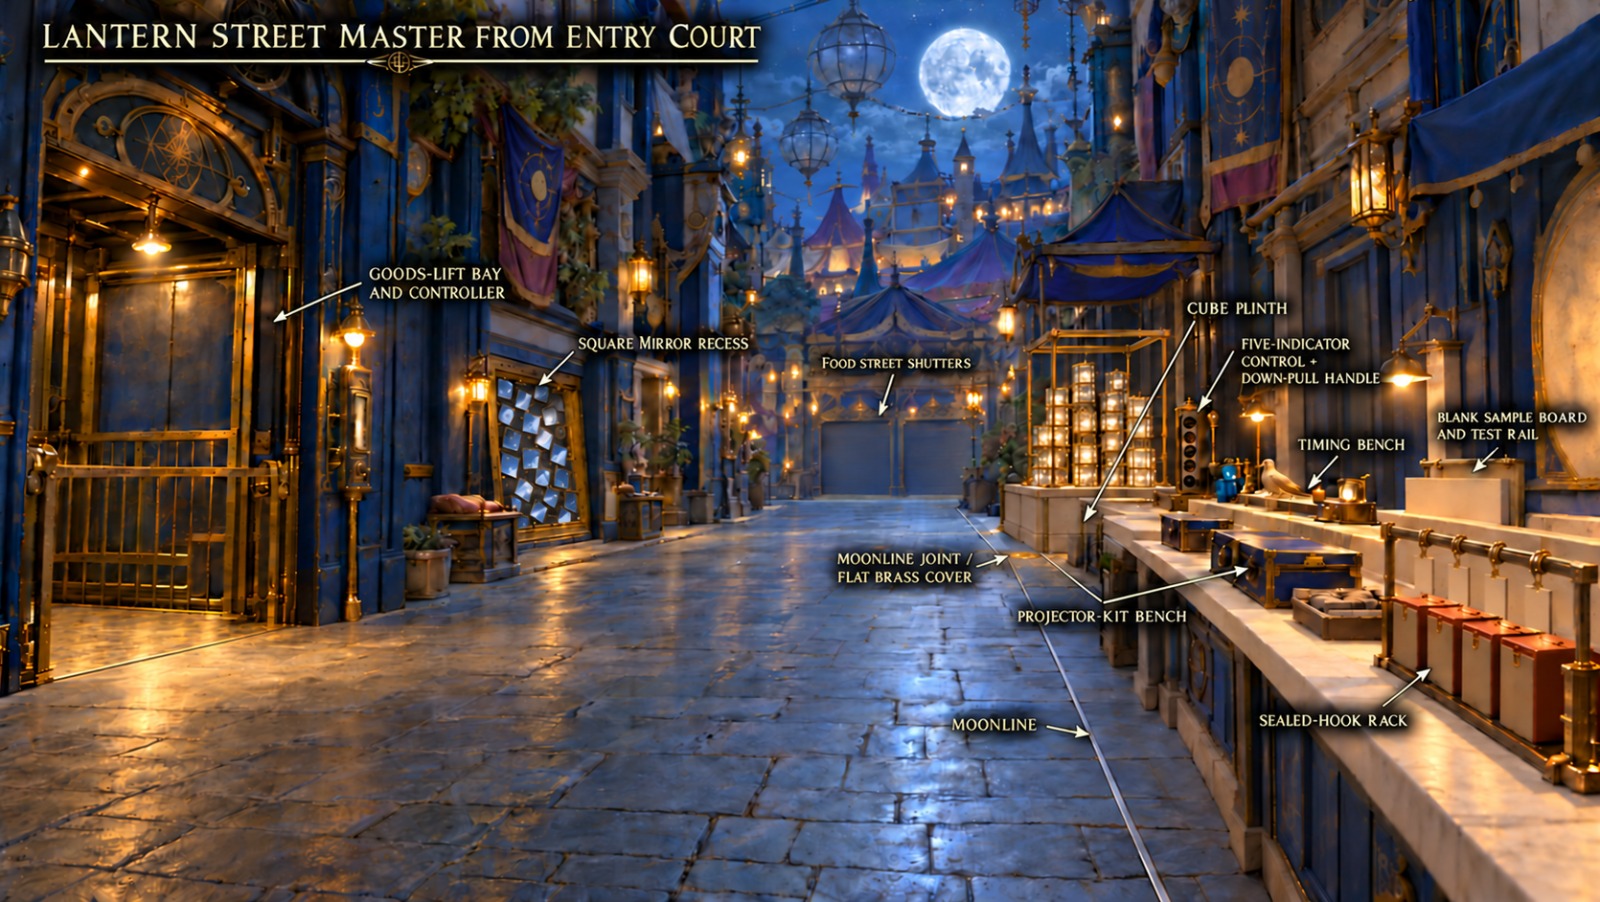 LANTERN STREET MASTER FROM ENTRY COURT
GOODS-LIFT BAY
AND CONTROLLER
SQUARE MIRROR RECESS
FOOD STREET SHUTTERS
CUBE PLINTH
FIVE-INDICATOR
CONTROL +
DOWN-PULL HANDLE
TIMING BENCH
BLANK SAMPLE BOARD
AND TEST RAIL
MOONLINE JOINT /
FLAT BRASS COVER
PROJECTOR-KIT BENCH
MOONLINE
SEALED-HOOK RACK